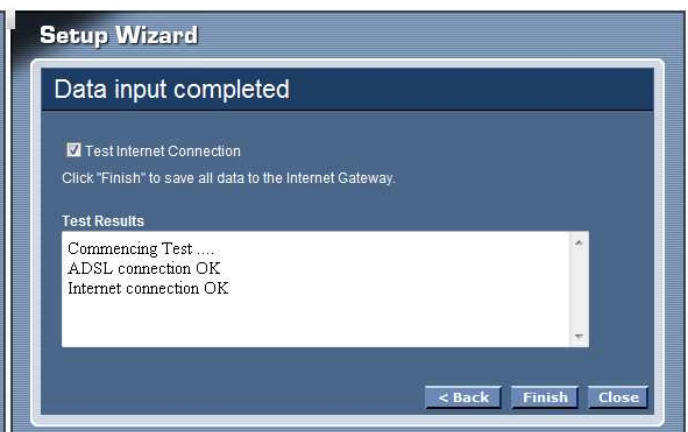 Setup Wizard
Data input completed
Test Internet Connection
Click "Finish" to save all data to the Internet Gateway.
Test Results
Commencing Test ....
ADSL connection OK
Internet connection OK
< Back Finish Close